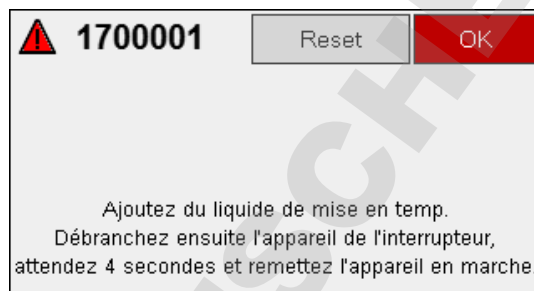 1700001
Reset
OK
Ajoutez du liquide de mise en temp.
Débranchez ensuite l'appareil de l'interrupteur,
attendez 4 secondes et remettez l'appareil en marche.